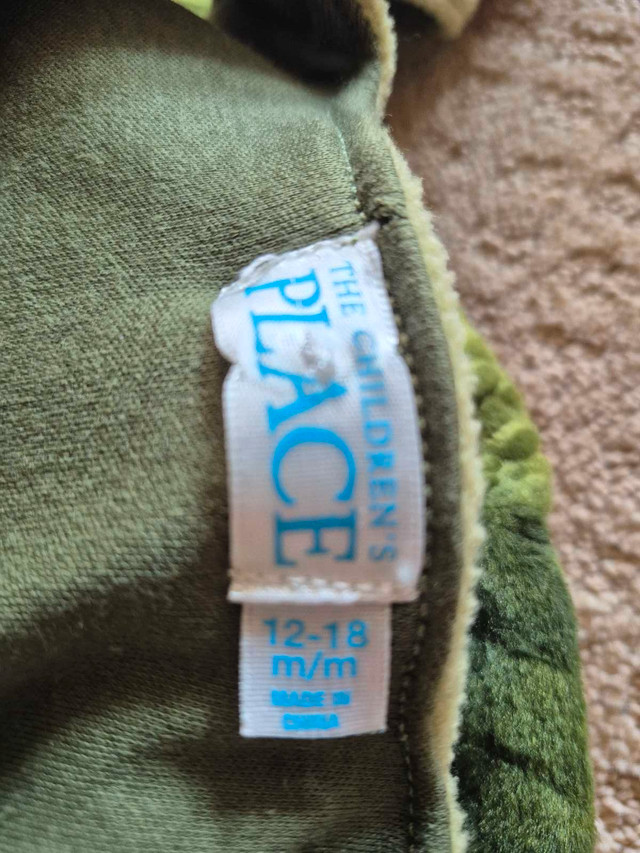 THE CHILDREN'S
PLACE
12-18
m/m
MADE IN
CHINA